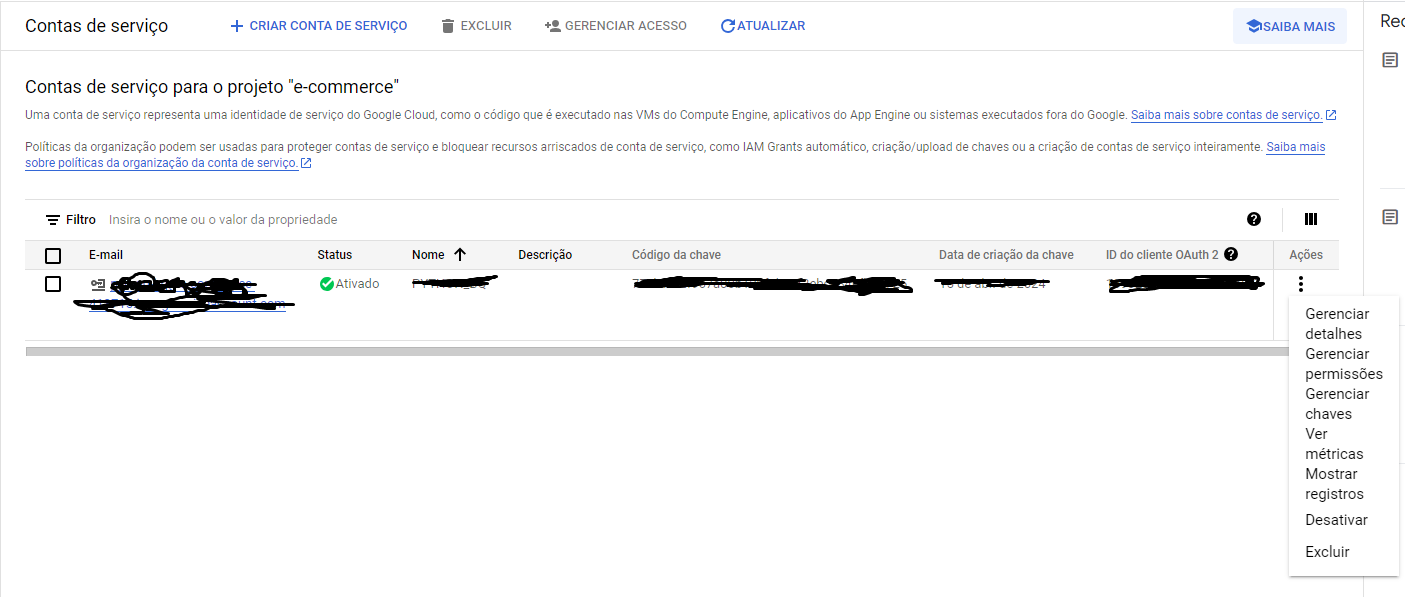 Contas de serviço
CRIAR CONTA DE SERVIÇO
EXCLUIR
GERENCIAR ACESSO
ATUALIZAR
SAIBA MAIS
Contas de serviço para o projeto "e-commerce"
Uma conta de serviço representa uma identidade de serviço do Google Cloud, como o código que é executado nas VMs do Compute Engine, aplicativos do App Engine ou sistemas executados fora do Google. Saiba mais sobre contas de serviço.
Políticas da organização podem ser usadas para proteger contas de serviço e bloquear recursos arriscados de conta de serviço, como IAM Grants automático, criação/upload de chaves ou a criação de contas de serviço inteiramente. Saiba mais
sobre políticas da organização da conta de serviço.
Filtro Insira o nome ou o valor da propriedade
E-mail Status Nome Descrição Código da chave Data de criação da chave ID do cliente OAuth 2 Ações
Ativado
Gerenciar
detalhes
Gerenciar
permissões
Gerenciar
chaves
Ver
métricas
Mostrar
registros
Desativar
Excluir